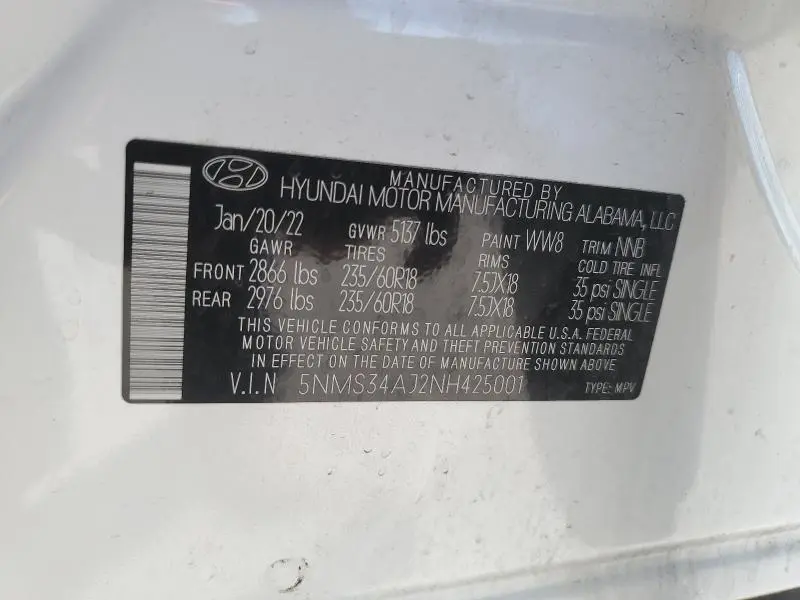 MANUFACTURED BY
HYUNDAI MOTOR MANUFACTURING ALABAMA, LLC
Jan/20/22 GVWR 5137 lbs PAINT WW8 TRIM NNB
GAWR TIRES RIMS COLD TIRE INFL
FRONT 2866 lbs 235/60R18 7.5JX18 35 psi SINGLE
REAR 2976 lbs 235/60R18 7.5JX18 35 psi SINGLE
THIS VEHICLE CONFORMS TO ALL APPLICABLE U.S.A. FEDERAL
MOTOR VEHICLE SAFETY AND THEFT PREVENTION STANDARDS
IN EFFECT ON THE DATE OF MANUFACTURE SHOWN ABOVE
V.I.N 5NMS34AJ2NH425001 TYPE: MPV